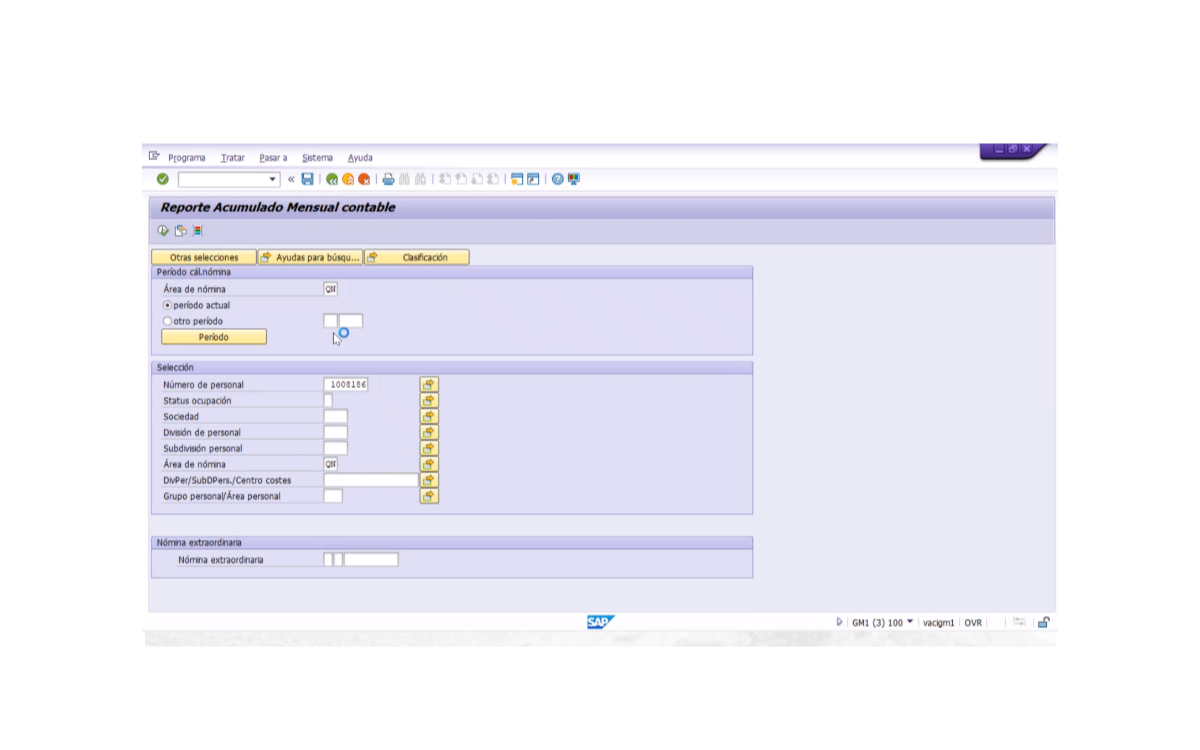 Programa Tratar Pasar a Sistema Ayuda
Reporte Acumulado Mensual contable
Otras selecciones Ayudas para búsqu... Clasificación
Período cál.nómina
Área de nómina QN
período actual
otro período
Período
Selección
Número de personal 1008186
Status ocupación
Sociedad
División de personal
Subdivisión personal
Área de nómina QN
DivPer/SubDPers./Centro costes
Grupo personal/Área personal
Nómina extraordinaria
Nómina extraordinaria
SAP GM1 (3) 100 vacigm1 OVR